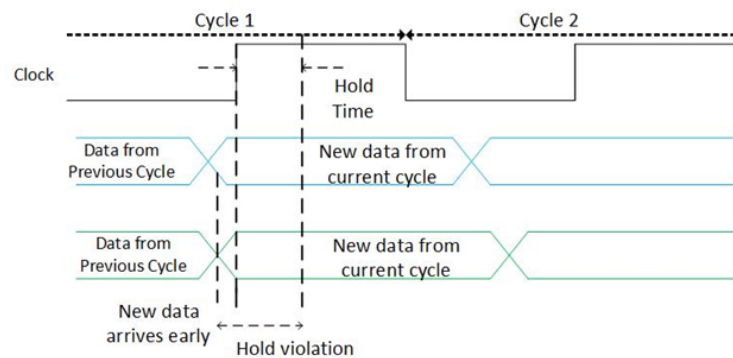 Cycle 1
Cycle 2
Clock
Hold
Time
Data from
Previous Cycle
New data from
current cycle
Data from
Previous Cycle
New data from
current cycle
New data
arrives early
Hold violation